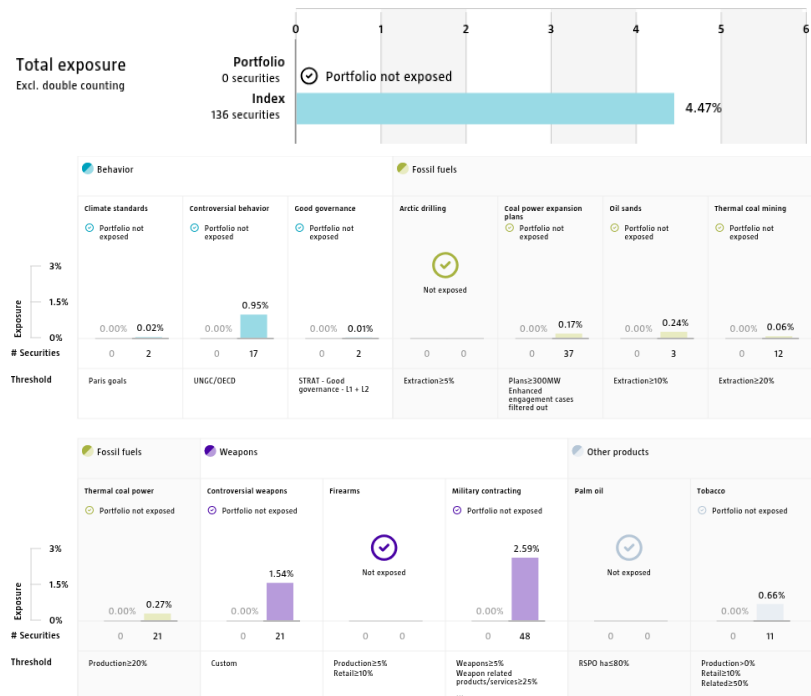 0 1 2 3 4 5 6
Total exposure
Excl. double counting
Portfolio
0 securities
Portfolio not exposed
Index
136 securities
4.47%
Behavior
Fossil fuels
Climate standards
Controversial behavior
Good governance
Arctic drilling
Coal power expansion
plans
Oil sands
Thermal coal mining
Portfolio not
exposed
Portfolio not
exposed
Portfolio not
exposed
Portfolio not
exposed
Portfolio not
exposed
Portfolio not
exposed
Not exposed
Exposure
3%
1.5%
0%
0.00% 0.02%
0.00% 0.95%
0.00% 0.01%
0.00% 0.17%
0.00% 0.24%
0.00% 0.06%
# Securities
0 2
0 17
0 2
0 0
0 37
0 3
0 12
Threshold
Paris goals
UNGC/OECD
STRAT - Good
governance - L1 + L2
Extraction≥5%
Plans≥300MW
Enhanced
engagement cases
filtered out
Extraction≥10%
Extraction≥20%
Fossil fuels
Weapons
Other products
Thermal coal power
Controversial weapons
Firearms
Military contracting
Palm oil
Tobacco
Portfolio not exposed
Portfolio not exposed
Portfolio not exposed
Portfolio not exposed
Not exposed
Not exposed
Exposure
3%
1.5%
0%
0.00% 0.27%
0.00% 1.54%
0.00% 2.59%
0.00% 0.66%
# Securities
0 21
0 21
0 0
0 48
0 0
0 11
Threshold
Production≥20%
Custom
Production≥5%
Retail≥10%
Weapons≥5%
Weapon related
products/services≥25%
RSPO ha≤80%
Production>0%
Retail≥10%
Related≥50%